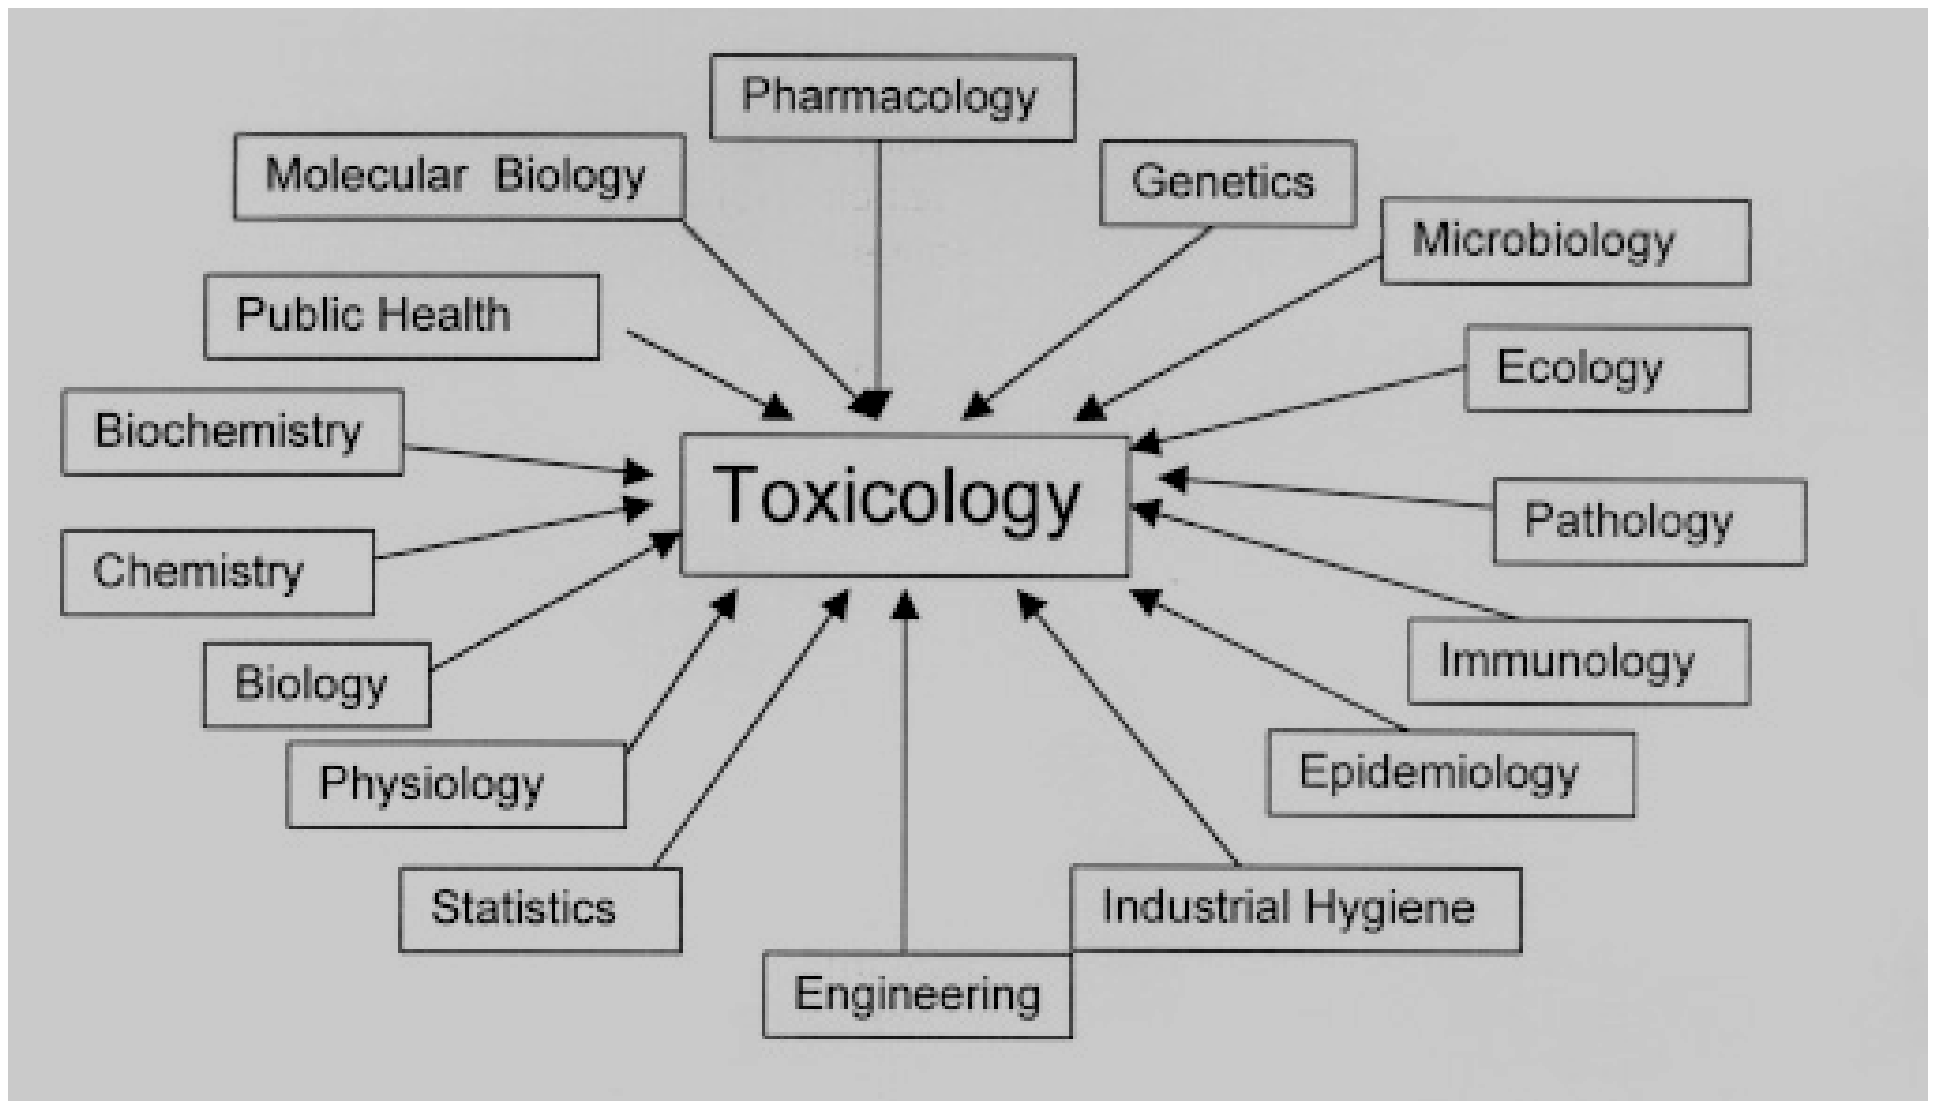 Pharmacology
Molecular Biology
Genetics
Microbiology
Public Health
Ecology
Biochemistry
Toxicology
Pathology
Chemistry
Immunology
Biology
Epidemiology
Physiology
Statistics
Industrial Hygiene
Engineering